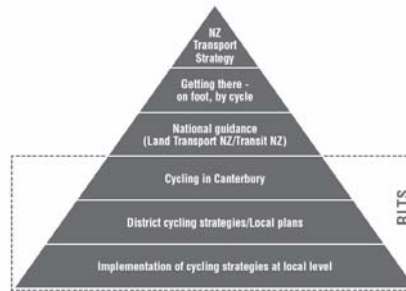 NZ
Transport
Strategy
Getting there -
on foot, by cycle
National guidance
(Land Transport NZ/Transit NZ)
Cycling in Canterbury
District cycling strategies/Local plans
Implementation of cycling strategies at local level
RLTS